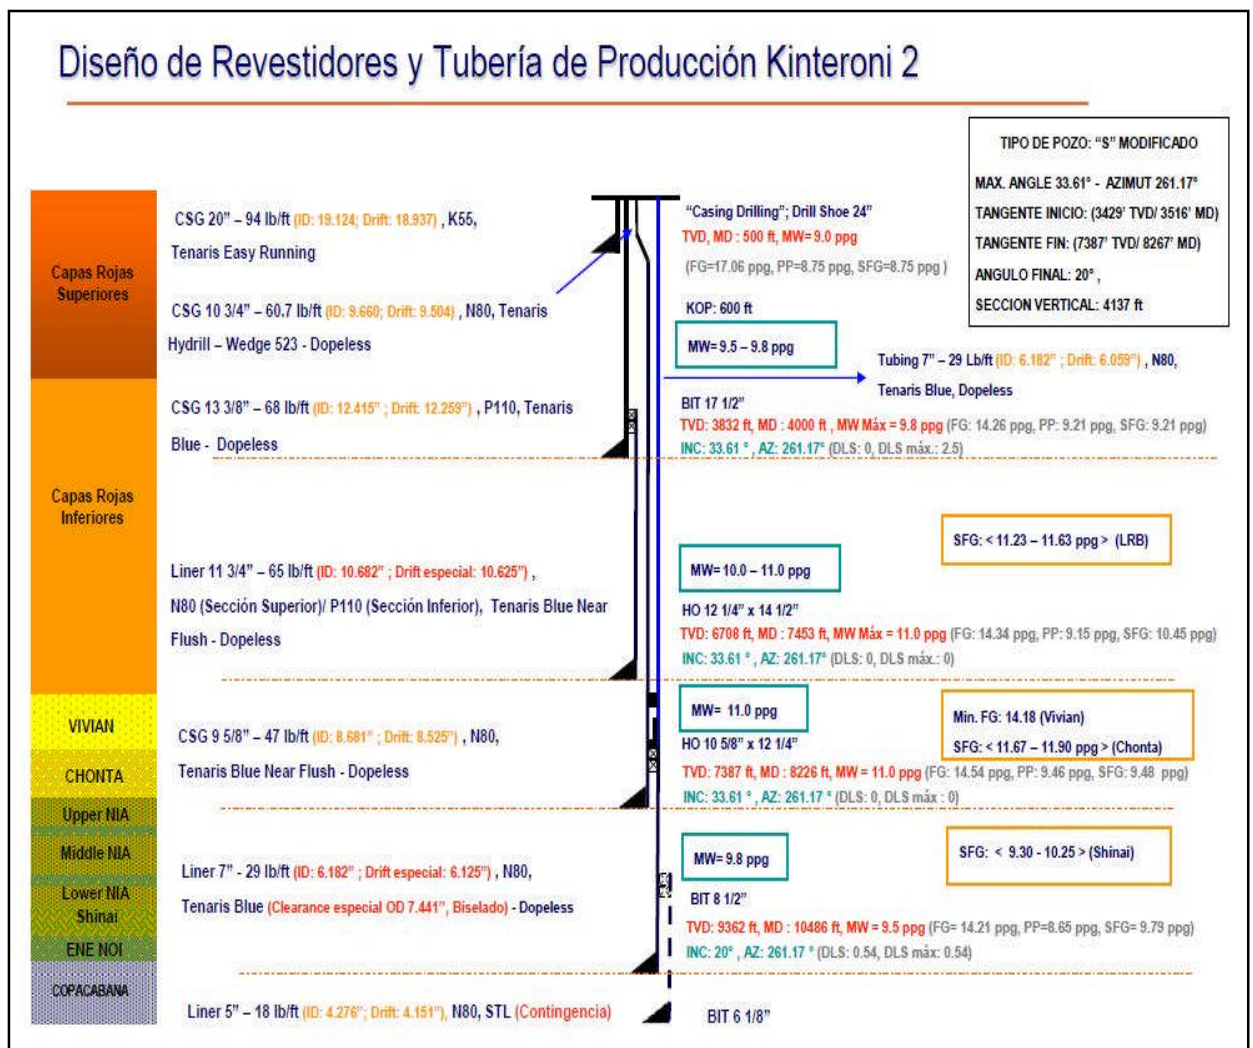 Diseño de Revestidores y Tubería de Producción Kinteroni 2
TIPO DE POZO: “S” MODIFICADO
MAX. ANGLE 33.61° - AZIMUT 261.17°
TANGENTE INICIO: (3429’ TVD/ 3516’ MD)
TANGENTE FIN: (7387’ TVD/ 8267’ MD)
ANGULO FINAL: 20° ,
SECCION VERTICAL: 4137 ft
Capas Rojas
Superiores
CSG 20” – 94 lb/ft (ID: 19.124; Drift: 18.937) , K55,
Tenaris Easy Running
“Casing Drilling”; Drill Shoe 24”
TVD, MD : 500 ft, MW= 9.0 ppg
(FG=17.06 ppg, PP=8.75 ppg, SFG=8.75 ppg )
CSG 10 3/4” – 60.7 lb/ft (ID: 9.660; Drift: 9.504) , N80, Tenaris
Hydrill – Wedge 523 - Dopeless
KOP: 600 ft
MW= 9.5 – 9.8 ppg
Tubing 7” – 29 Lb/ft (ID: 6.182” ; Drift: 6.059”) , N80,
Tenaris Blue, Dopeless
Capas Rojas
Inferiores
CSG 13 3/8” – 68 lb/ft (ID: 12.415” ; Drift: 12.259”) , P110, Tenaris
Blue - Dopeless
BIT 17 1/2”
TVD: 3832 ft, MD : 4000 ft , MW Máx = 9.8 ppg (FG: 14.26 ppg, PP: 9.21 ppg, SFG: 9.21 ppg)
INC: 33.61 ° , AZ: 261.17° (DLS: 0, DLS máx.: 2.5)
SFG: < 11.23 – 11.63 ppg > (LRB)
Liner 11 3/4” – 65 lb/ft (ID: 10.682” ; Drift especial: 10.625”) ,
N80 (Sección Superior)/ P110 (Sección Inferior), Tenaris Blue Near
Flush - Dopeless
MW= 10.0 – 11.0 ppg
HO 12 1/4” x 14 1/2”
TVD: 6708 ft, MD : 7453 ft, MW Máx = 11.0 ppg (FG: 14.34 ppg, PP: 9.15 ppg, SFG: 10.45 ppg)
INC: 33.61 ° , AZ: 261.17° (DLS: 0, DLS máx.: 0)
VIVIAN
CHONTA
CSG 9 5/8” – 47 lb/ft (ID: 8.681” ; Drift: 8.525”) , N80,
Tenaris Blue Near Flush - Dopeless
MW= 11.0 ppg
Min. FG: 14.18 (Vivian)
SFG: < 11.67 – 11.90 ppg > (Chonta)
HO 10 5/8” x 12 1/4”
TVD: 7387 ft, MD : 8226 ft, MW = 11.0 ppg (FG: 14.54 ppg, PP: 9.46 ppg, SFG: 9.48 ppg)
INC: 33.61 ° , AZ: 261.17 ° (DLS: 0, DLS máx : 0)
Upper NIA
Middle NIA
Lower NIA
Shinai
ENE NOI
COPACABANA
Liner 7” - 29 lb/ft (ID: 6.182” ; Drift especial: 6.125”) , N80,
Tenaris Blue (Clearance especial OD 7.441”, Biselado) - Dopeless
MW= 9.8 ppg
SFG: < 9.30 - 10.25 > (Shinai)
BIT 8 1/2”
TVD: 9362 ft, MD : 10486 ft, MW = 9.5 ppg (FG= 14.21 ppg, PP=8.65 ppg, SFG= 9.79 ppg)
INC: 20° , AZ: 261.17 ° (DLS: 0.54, DLS máx: 0.54)
Liner 5” – 18 lb/ft (ID: 4.276”; Drift: 4.151”), N80, STL (Contingencia)
BIT 6 1/8”